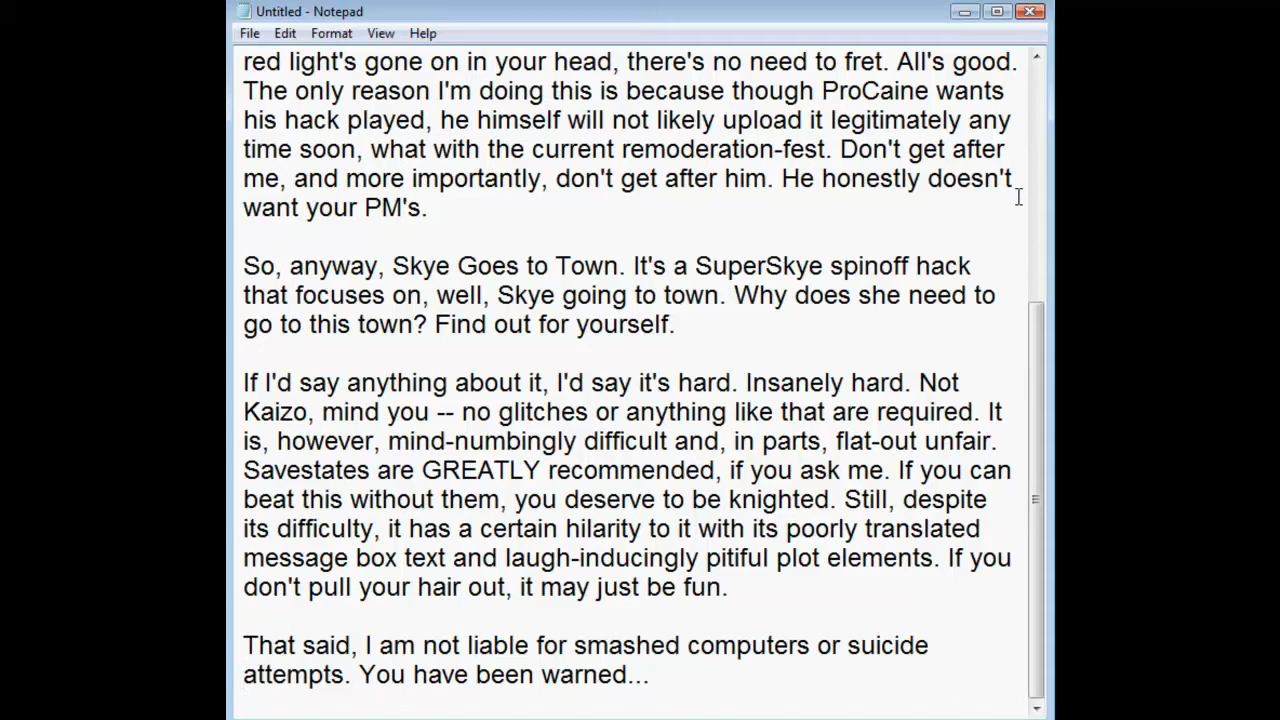 Untitled - Notepad
File Edit Format View Help
red light's gone on in your head, there's no need to fret. All's good.
The only reason I'm doing this is because though ProCaine wants
his hack played, he himself will not likely upload it legitimately any
time soon, what with the current remoderation-fest. Don't get after
me, and more importantly, don't get after him. He honestly doesn't
want your PM's.
So, anyway, Skye Goes to Town. It's a SuperSkye spinoff hack
that focuses on, well, Skye going to town. Why does she need to
go to this town? Find out for yourself.
If I'd say anything about it, I'd say it's hard. Insanely hard. Not
Kaizo, mind you -- no glitches or anything like that are required. It
is, however, mind-numbingly difficult and, in parts, flat-out unfair.
Savestates are GREATLY recommended, if you ask me. If you can
beat this without them, you deserve to be knighted. Still, despite
its difficulty, it has a certain hilarity to it with its poorly translated
message box text and laugh-inducingly pitiful plot elements. If you
don't pull your hair out, it may just be fun.
That said, I am not liable for smashed computers or suicide
attempts. You have been warned...